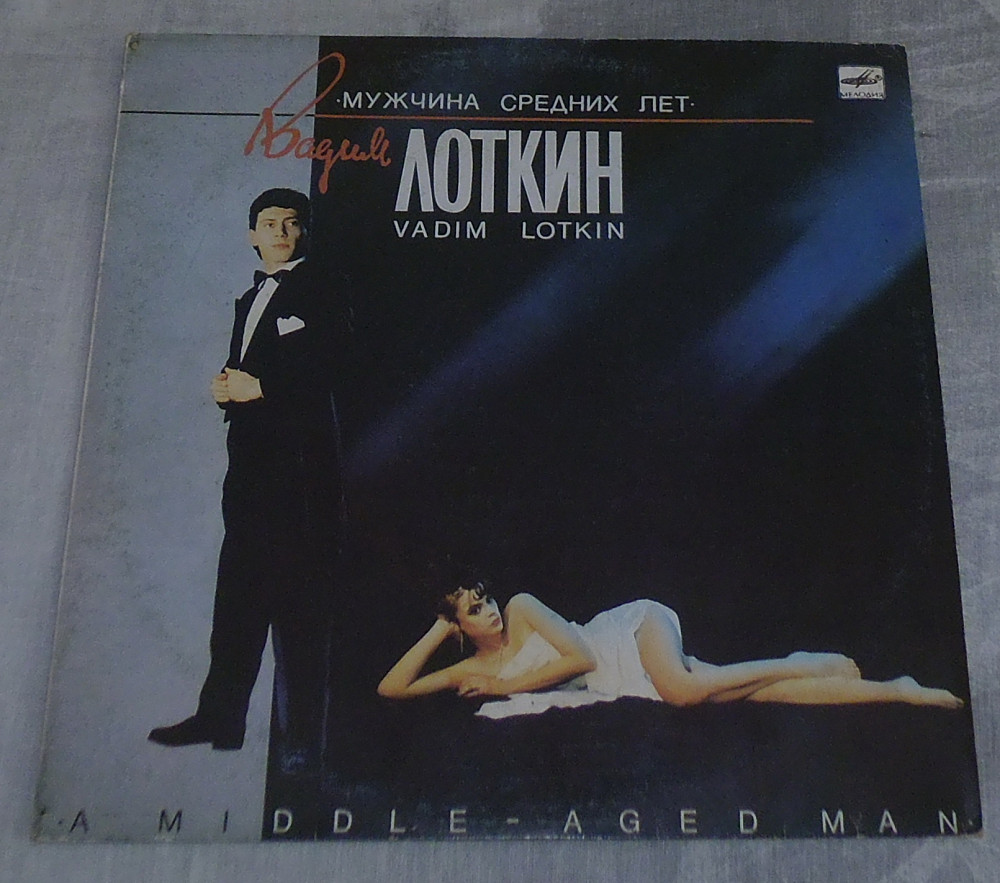 ·МУЖЧИНА СРЕДНИХ ЛЕТ·
Вадим
ЛОТКИН
VADIM LOTKIN
МЕЛОДИЯ
·A MIDDLE-AGED MAN·